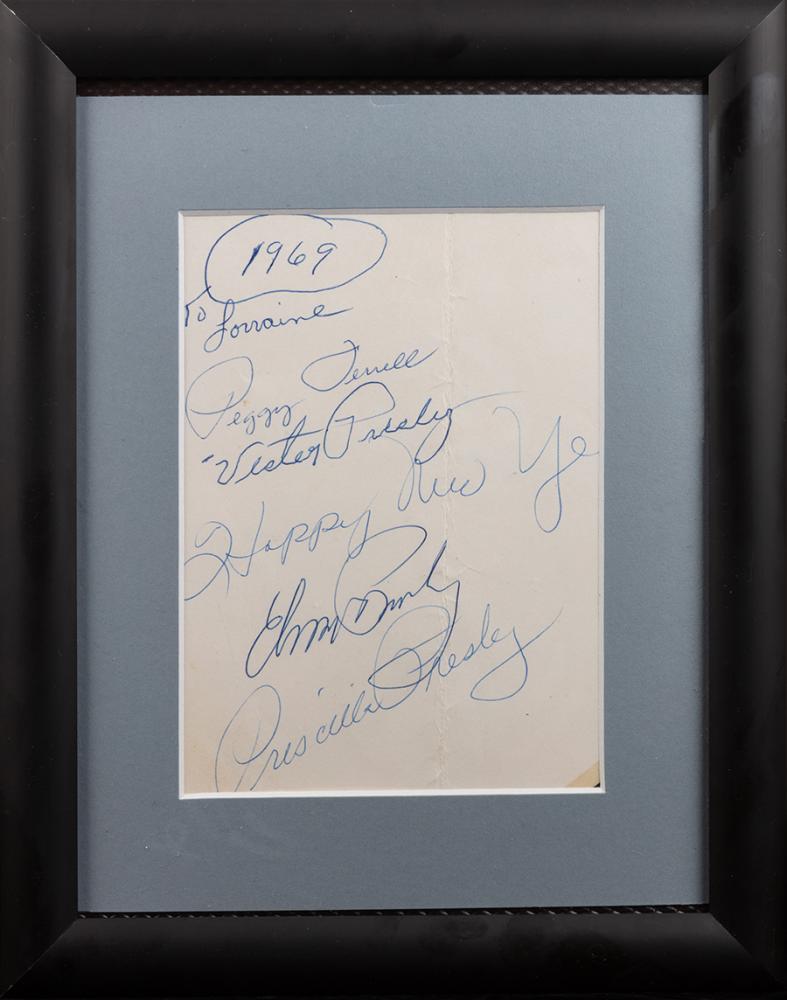 1969
To Lorraine
Peggy Terrell
Vester Presley
Happy New Ye
Elvis Presley
Priscilla Presley